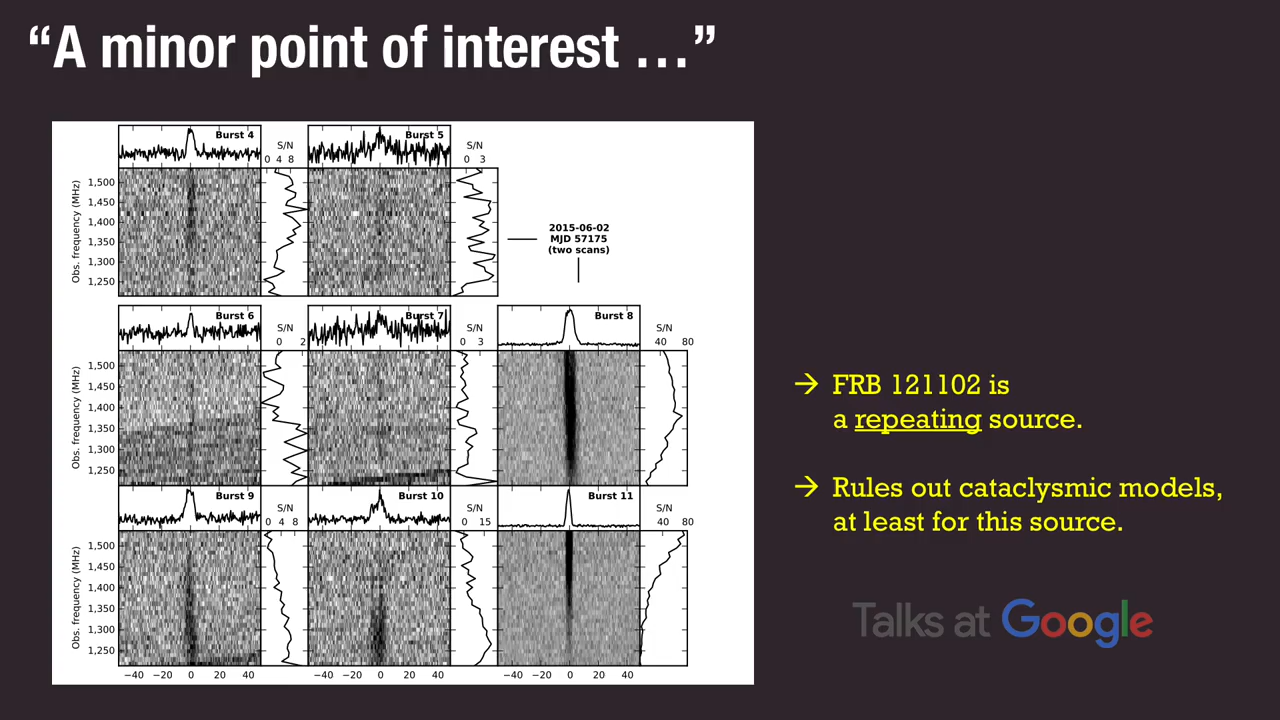 “A minor point of interest …”
Burst 4
Burst 5
S/N
S/N
0 4 8
0 3
Obs. frequency (MHz)
1,500
1,450
1,400
1,350
1,300
1,250
2015-06-02
MJD 57175
(two scans)
Burst 6
Burst 7
Burst 8
S/N
S/N
S/N
0 2
0 3
40 80
Obs. frequency (MHz)
1,500
1,450
1,400
1,350
1,300
1,250
Burst 9
Burst 10
Burst 11
S/N
S/N
S/N
0 4 8
0 15
40 80
Obs. frequency (MHz)
1,500
1,450
1,400
1,350
1,300
1,250
−40 −20 0 20 40
−40 −20 0 20 40
−40 −20 0 20 40
→ FRB 121102 is
a repeating source.
→ Rules out cataclysmic models,
at least for this source.
Talks at Google